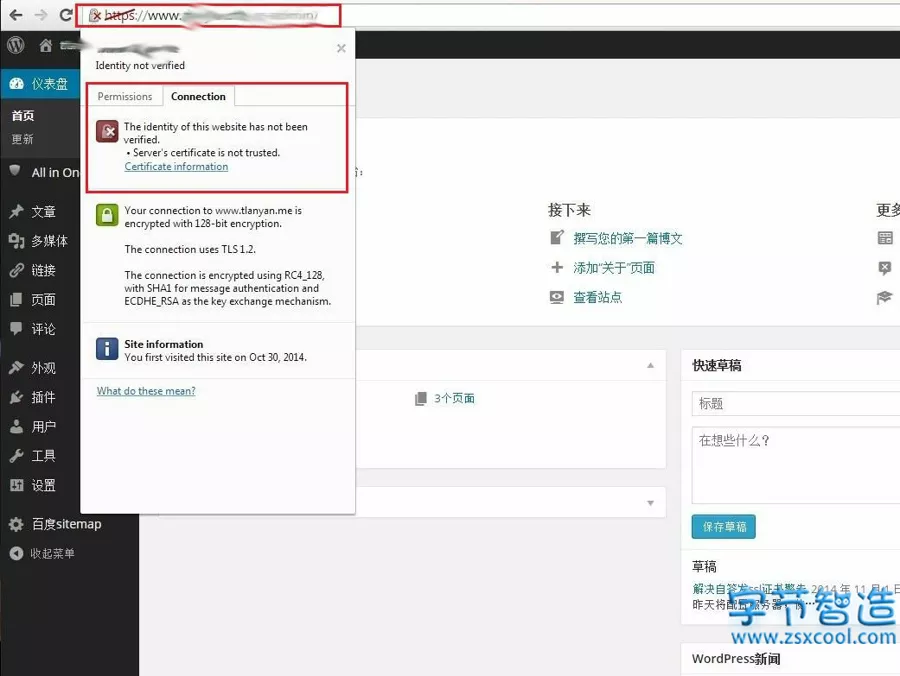 https://www.
Identity not verified
Permissions
Connection
The identity of this website has not been
verified.
• Server's certificate is not trusted.
Certificate information
Your connection to www.tlanyan.me is
encrypted with 128-bit encryption.
The connection uses TLS 1.2.
The connection is encrypted using RC4_128,
with SHA1 for message authentication and
ECDHE_RSA as the key exchange mechanism.
Site information
You first visited this site on Oct 30, 2014.
What do these mean?
仪表盘
首页
更新
All in On
文章
多媒体
链接
页面
评论
外观
插件
用户
工具
设置
百度sitemap
收起菜单
接下来
撰写您的第一篇博文
添加“关于”页面
查看站点
更多
3个页面
快速草稿
标题
在想些什么?
保存草稿
草稿
解决自签发ssl证书警告 2014 年 11 月 1 日
昨天将配置服务器
字节智造
www.zsxcool.com
WordPress新闻